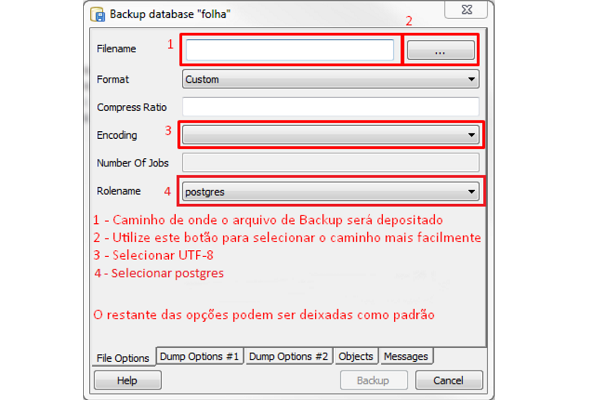 Backup database "folha"
2
Filename
1
...
Format
Custom
Compress Ratio
Encoding
3
Number Of Jobs
Rolename
4
postgres
1 - Caminho de onde o arquivo de Backup será depositado
2 - Utilize este botão para selecionar o caminho mais facilmente
3 - Selecionar UTF-8
4 - Selecionar postgres
O restante das opções podem ser deixadas como padrão
File Options
Dump Options #1
Dump Options #2
Objects
Messages
Help
Backup
Cancel